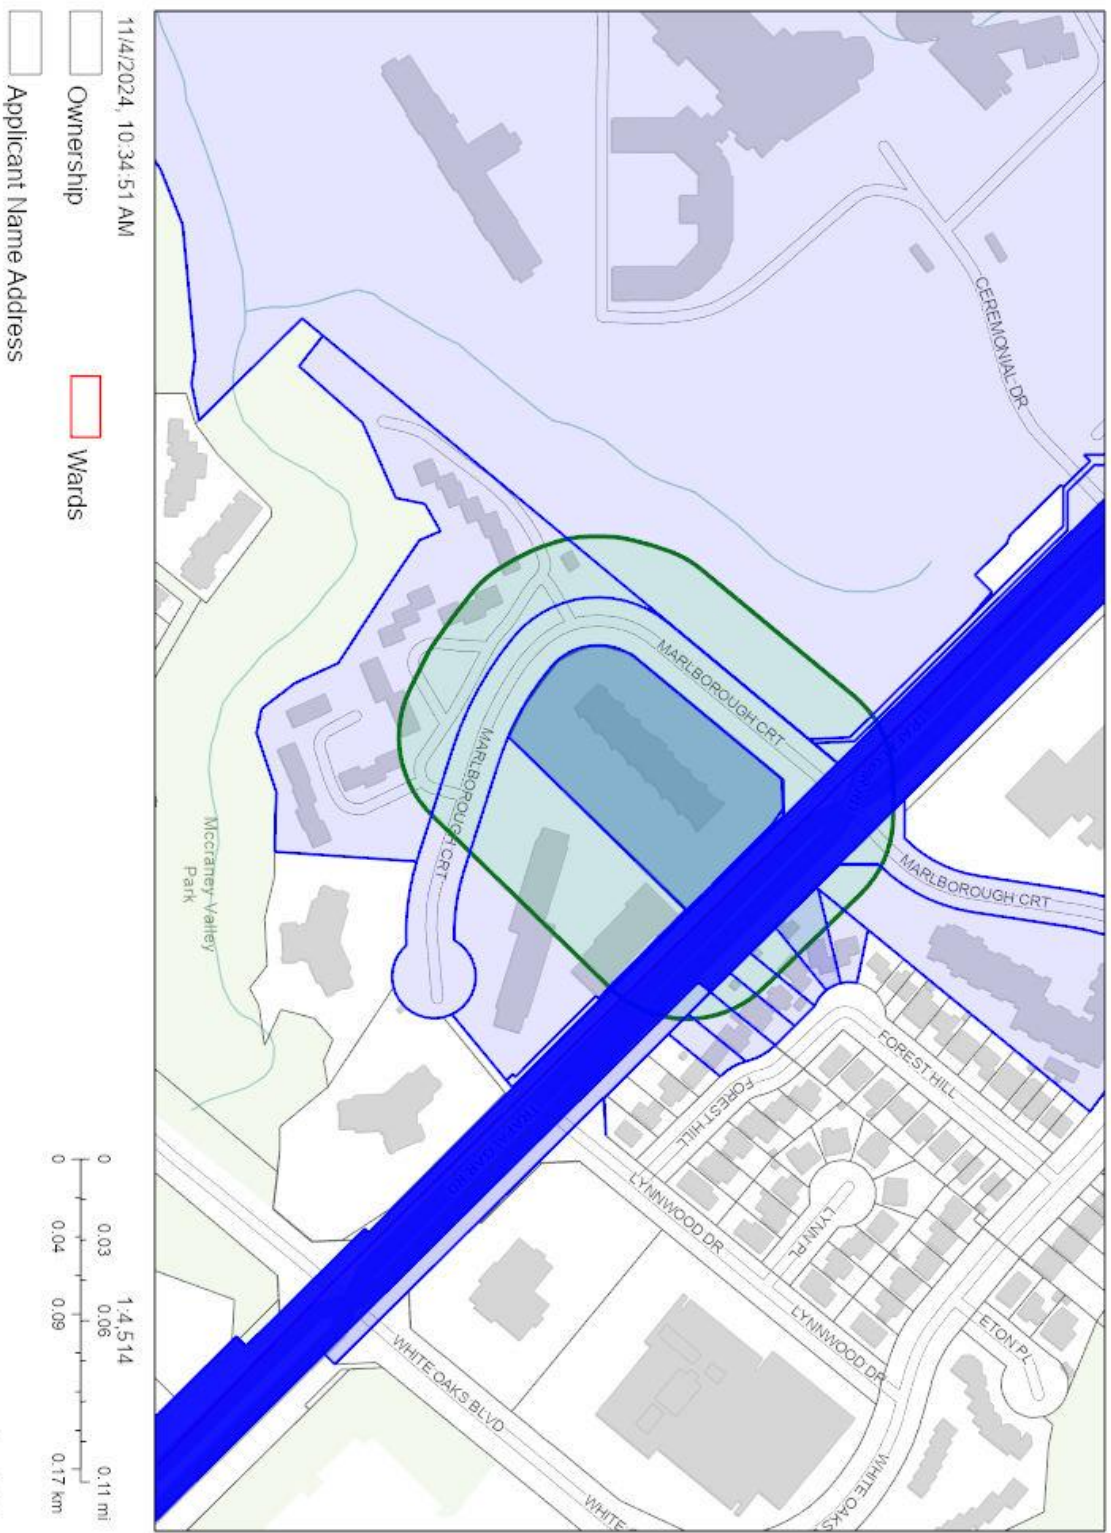 CEREMONIAL DR
MARLBOROUGH CRT
MARLBOROUGH CRT
MARLBOROUGH CRT
TRAFALGAR RD
FOREST HILL
FOREST HILL
LYNNWOOD DR
LYNN PL
LYNNWOOD DR
ETON PL
WHITE OAKS BLVD
WHITE OAKS
WHITE
Mccraney Valley
Park
11/4/2024, 10:34:51 AM
Ownership
Wards
Applicant Name Address
1:4,514
0 0.03 0.06 0.11 mi
0 0.04 0.09 0.17 km